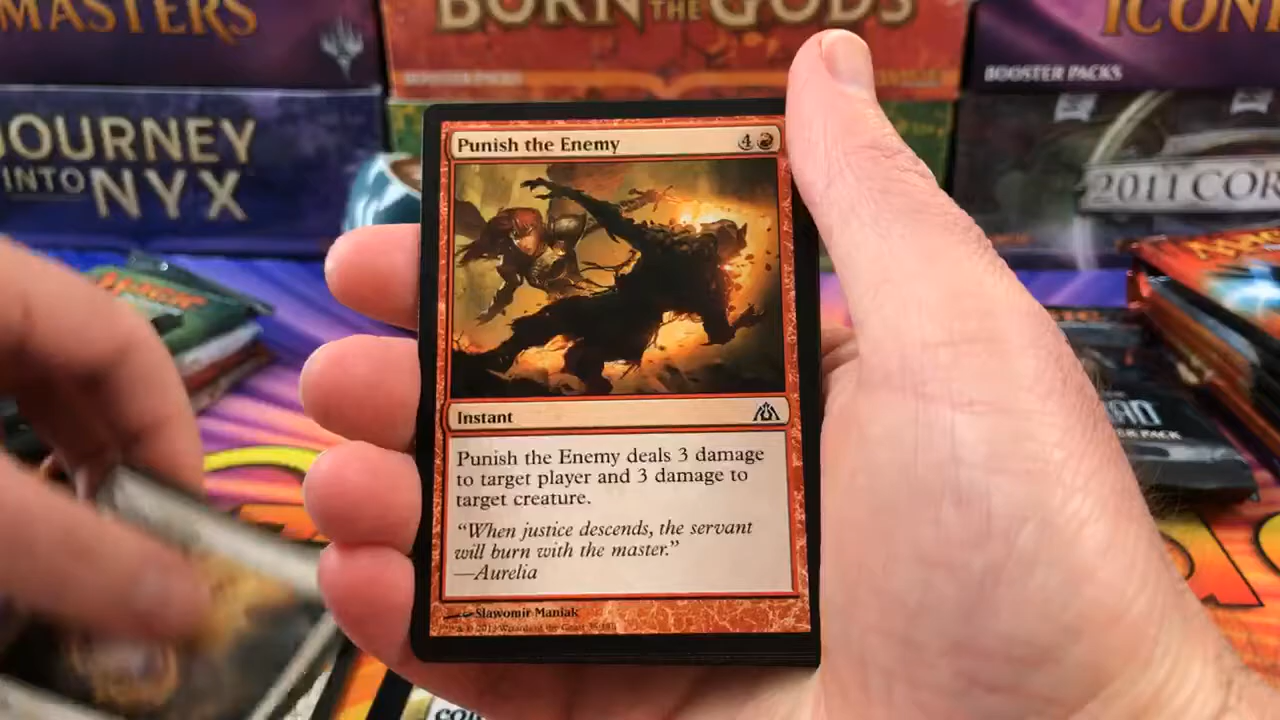 MASTERS
BORN THE GODS
ICONI
BOOSTER PACKS
JOURNEY
INTO NYX
2011 COR
Punish the Enemy 4
Instant
Punish the Enemy deals 3 damage
to target player and 3 damage to
target creature.
“When justice descends, the servant
will burn with the master.”
—Aurelia
Slawomir Maniak